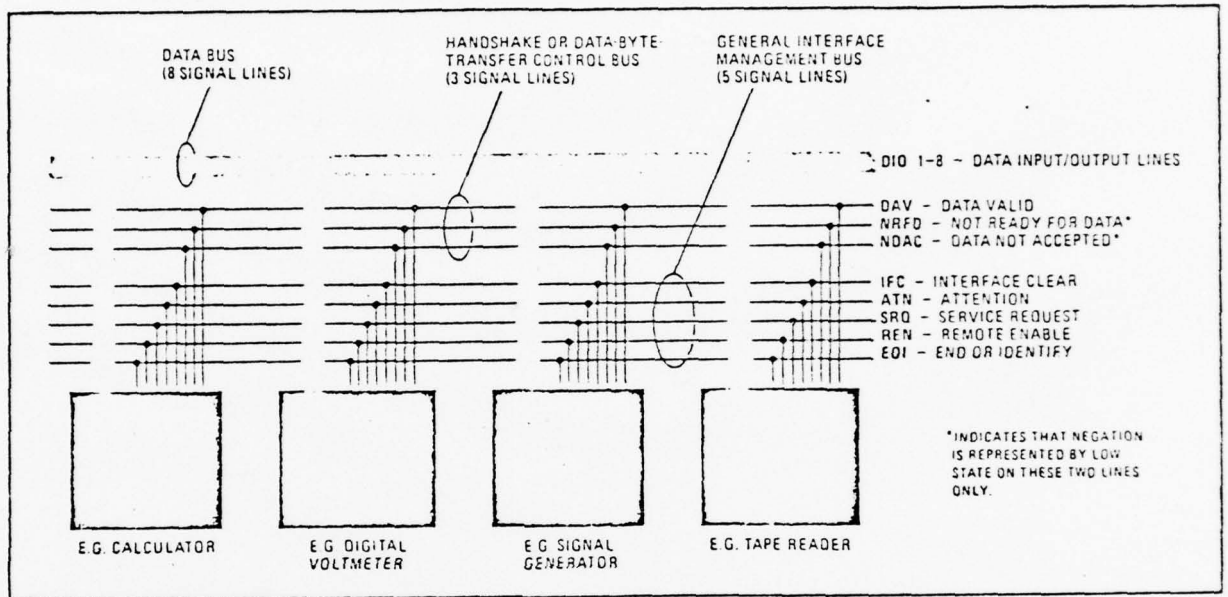 DATA BUS
(8 SIGNAL LINES)
HANDSHAKE OR DATA-BYTE-
TRANSFER CONTROL BUS
(3 SIGNAL LINES)
GENERAL INTERFACE
MANAGEMENT BUS
(5 SIGNAL LINES)
DIO 1-8 - DATA INPUT/OUTPUT LINES
DAV - DATA VALID
NRFD - NOT READY FOR DATA*
NDAC - DATA NOT ACCEPTED*
IFC - INTERFACE CLEAR
ATN - ATTENTION
SRQ - SERVICE REQUEST
REN - REMOTE ENABLE
EOI - END OR IDENTIFY
*INDICATES THAT NEGATION
IS REPRESENTED BY LOW
STATE ON THESE TWO LINES
ONLY.
E.G. CALCULATOR
E.G. DIGITAL
VOLTMETER
E.G. SIGNAL
GENERATOR
E.G. TAPE READER